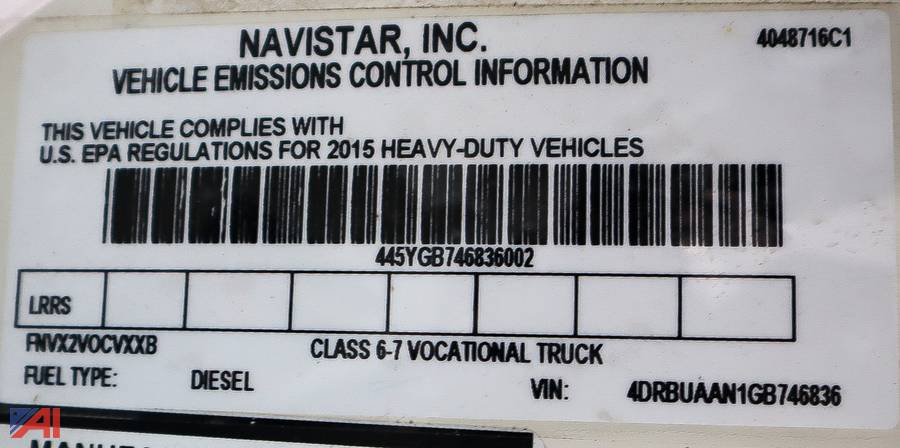 NAVISTAR, INC.
4048716C1
VEHICLE EMISSIONS CONTROL INFORMATION
THIS VEHICLE COMPLIES WITH
U.S. EPA REGULATIONS FOR 2015 HEAVY-DUTY VEHICLES
445YGB746836002
LRRS
FNVX2VOCVXXB
CLASS 6-7 VOCATIONAL TRUCK
FUEL TYPE: DIESEL VIN: 4DRBUAAN1GB746836
AI